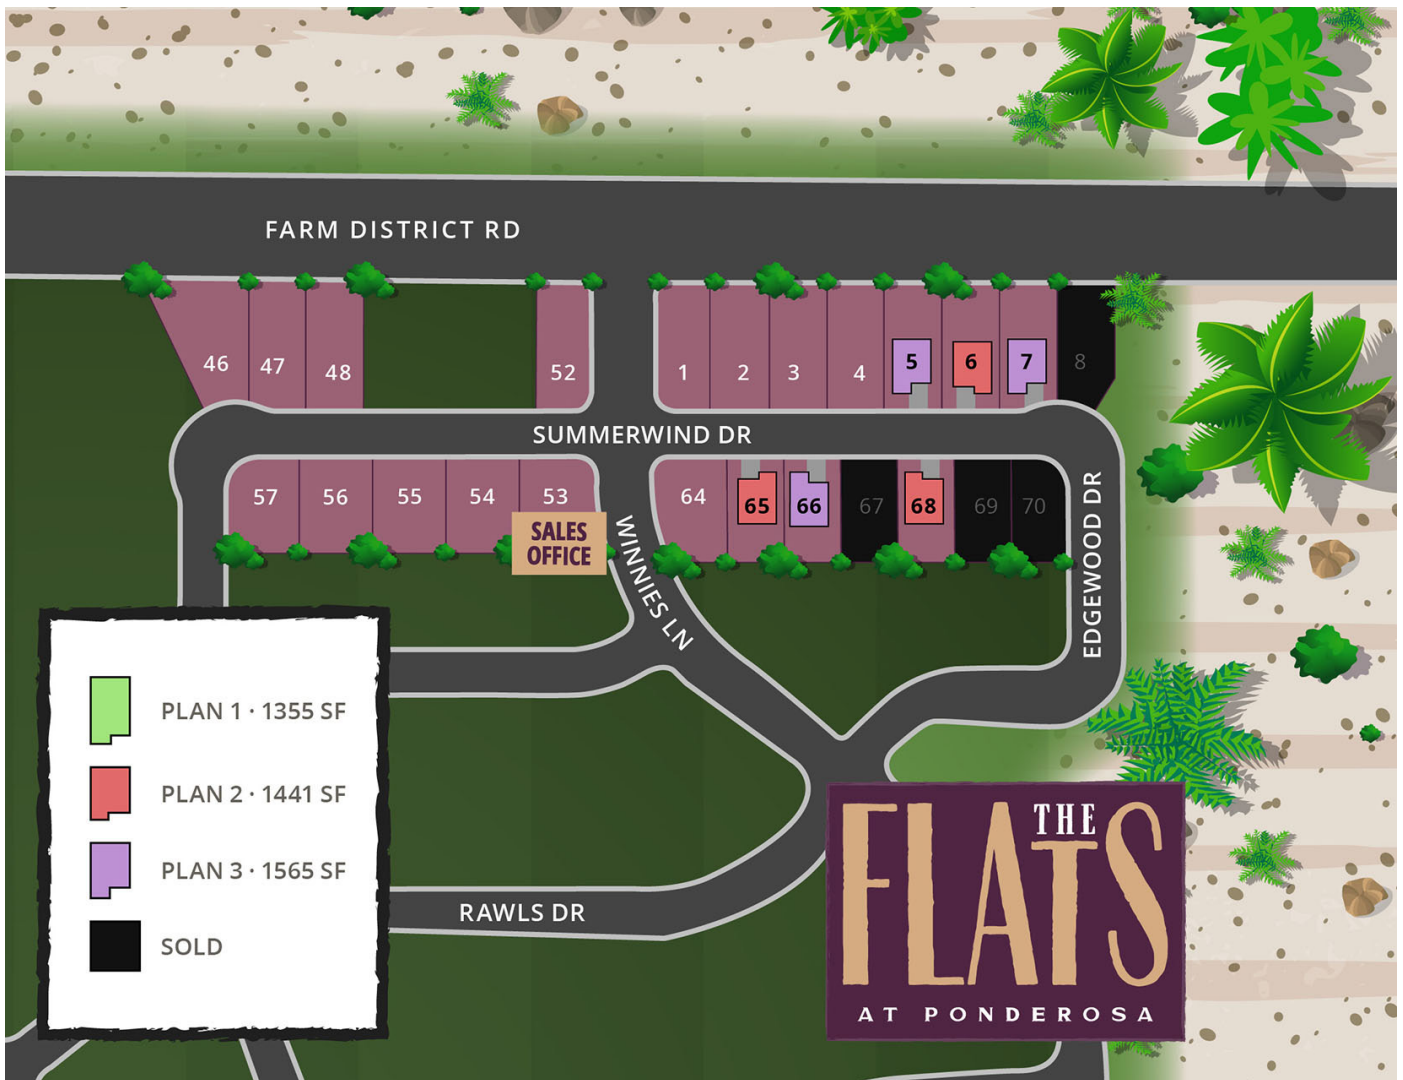 FARM DISTRICT RD
46
47
48
52
1
2
3
4
5
6
7
8
SUMMERWIND DR
57
56
55
54
53
64
65
66
67
68
69
70
SALES
OFFICE
WINNIES LN
EDGEWOOD DR
PLAN 1 · 1355 SF
PLAN 2 · 1441 SF
PLAN 3 · 1565 SF
SOLD
RAWLS DR
THE
FLATS
AT PONDEROSA